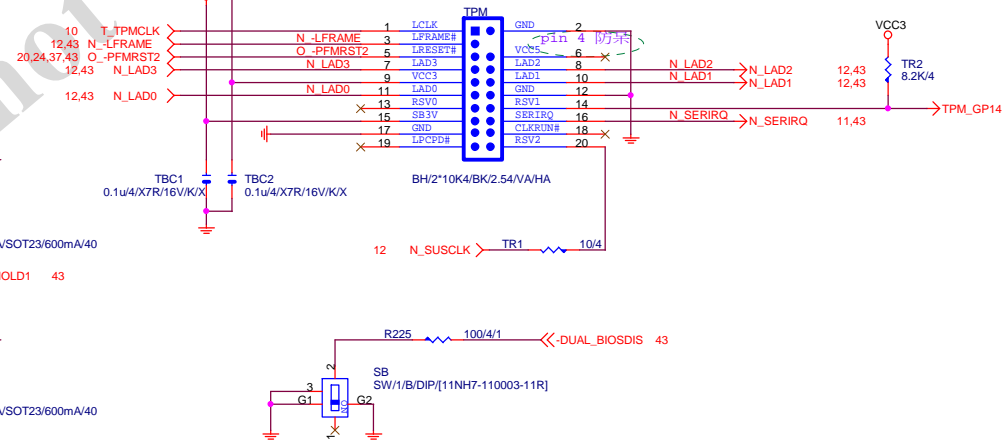 not
TPM
VCC3
10 T_TPMCLK 1 LCLK GND 2
12,43 N_-LFRAME N_-LFRAME 3 LFRAME# pin 4 防呆
20,24,37,43 O_-PFMRST2 O_-PFMRST2 5 LRESET# VCC5 6
12,43 N_LAD3 N_LAD3 7 LAD3 LAD2 8 N_LAD2 N_LAD2 12,43
9 VCC3 LAD1 10 N_LAD1 N_LAD1 12,43
12,43 N_LAD0 N_LAD0 11 LAD0 GND 12
13 RSV0 RSV1 14 TPM_GP14
15 SB3V SERIRQ 16 N_SERIRQ N_SERIRQ 11,43
17 GND CLKRUN# 18
19 LPCPD# RSV2 20
TR2
8.2K/4
BH/2*10K4/BK/2.54/VA/HA
TBC1
0.1u/4/X7R/16V/K/X
TBC2
0.1u/4/X7R/16V/K/X
/SOT23/600mA/40
12 N_SUSCLK TR1 10/4
OLD1 43
R225 100/4/1 -DUAL_BIOSDIS 43
2
SB
SW/1/B/DIP/[11NH7-110003-11R]
3
G1 G2
ON
1
/SOT23/600mA/40